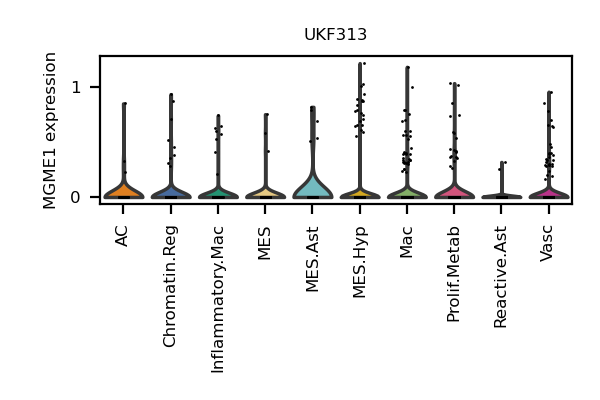 UKF313
MGME1 expression
1
0
AC
Chromatin.Reg
Inflammatory.Mac
MES
MES.Ast
MES.Hyp
Mac
Prolif.Metab
Reactive.Ast
Vasc